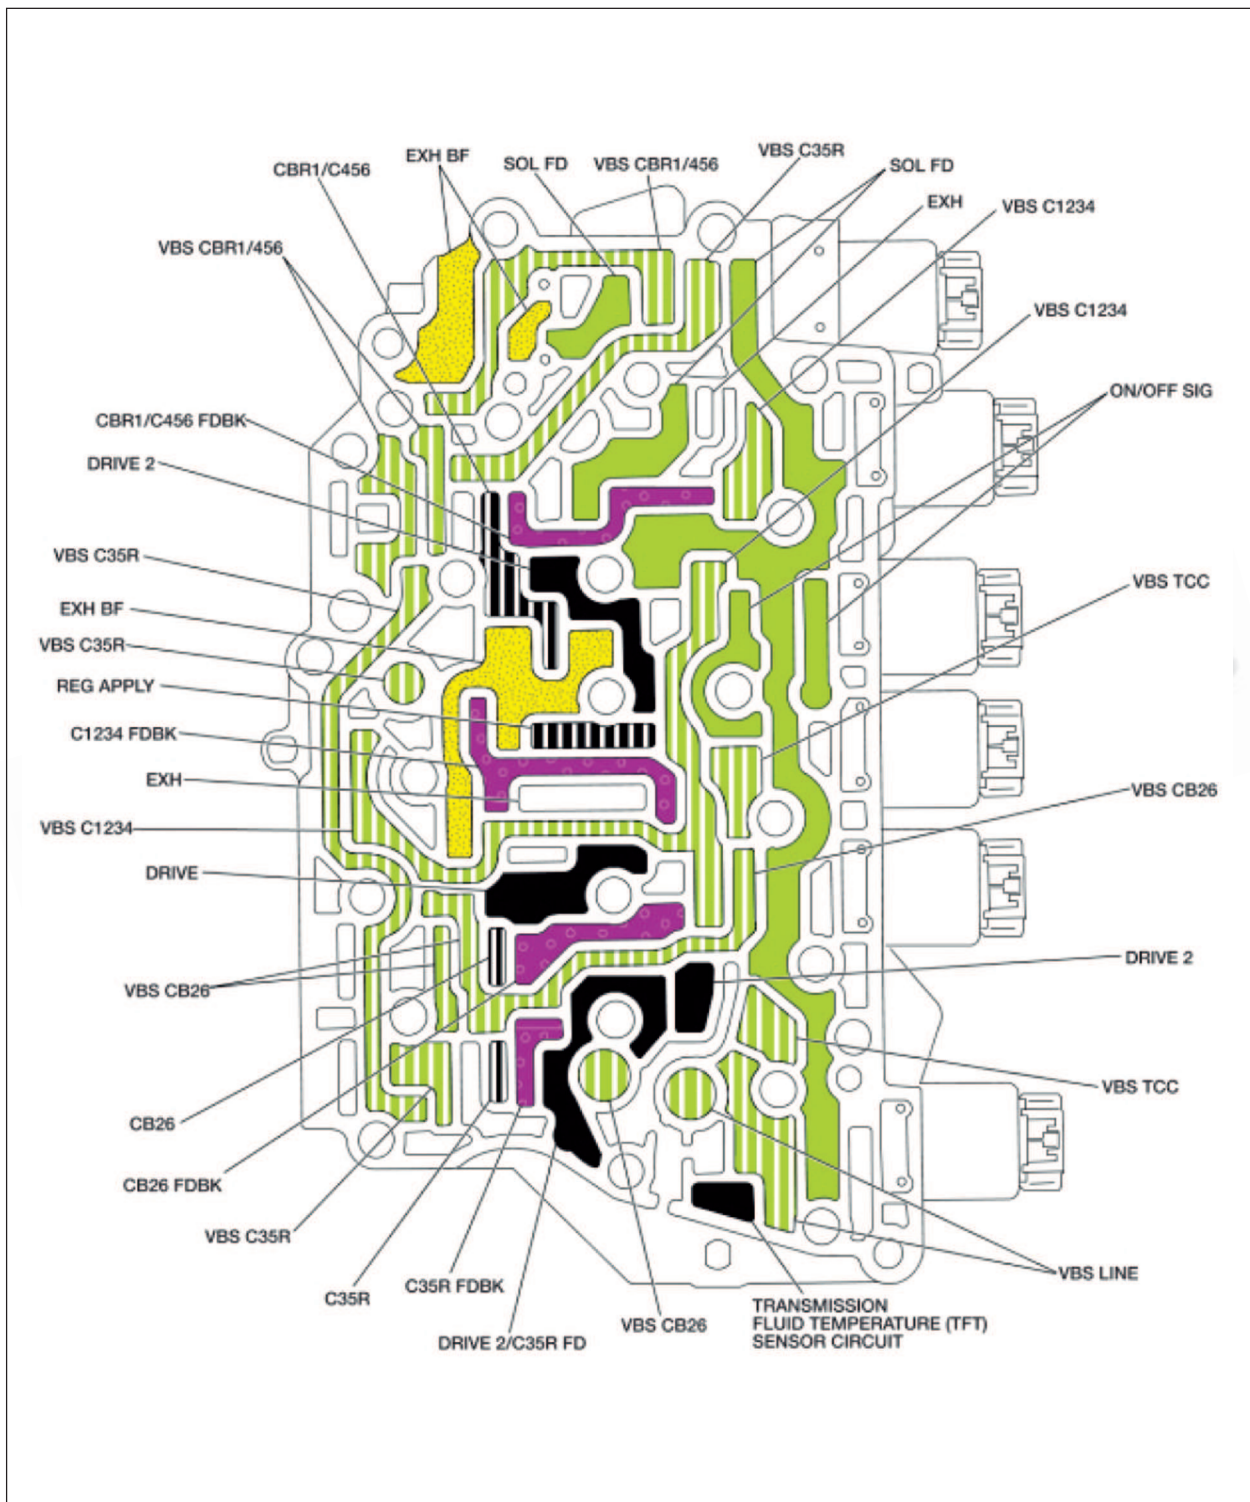 CBR1/C456
EXH BF
SOL FD
VBS CBR1/456
VBS C35R
SOL FD
EXH
VBS C1234
VBS CBR1/456
VBS C1234
ON/OFF SIG
CBR1/C456 FDBK
DRIVE 2
VBS C35R
VBS TCC
EXH BF
VBS C35R
REG APPLY
C1234 FDBK
EXH
VBS CB26
VBS C1234
DRIVE
DRIVE 2
VBS CB26
VBS TCC
CB26
CB26 FDBK
VBS C35R
VBS LINE
C35R
C35R FDBK
DRIVE 2/C35R FD
VBS CB26
TRANSMISSION
FLUID TEMPERATURE (TFT)
SENSOR CIRCUIT